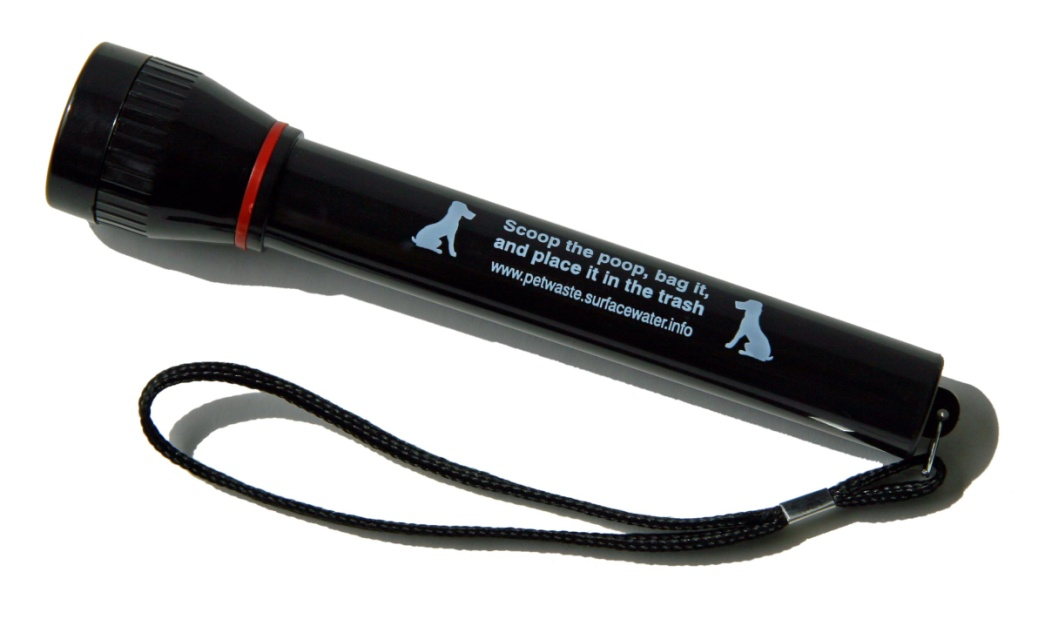 Scoop the poop, bag it,
and place it in the trash
www.petwaste.surfacewater.info